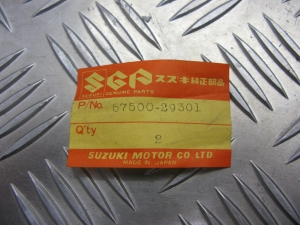 SGP スズキ純正部品
SUZUKI GENUINE PARTS
P/No. 67500-29301
Q'ty 2
SUZUKI MOTOR CO., LTD.
MADE IN JAPAN